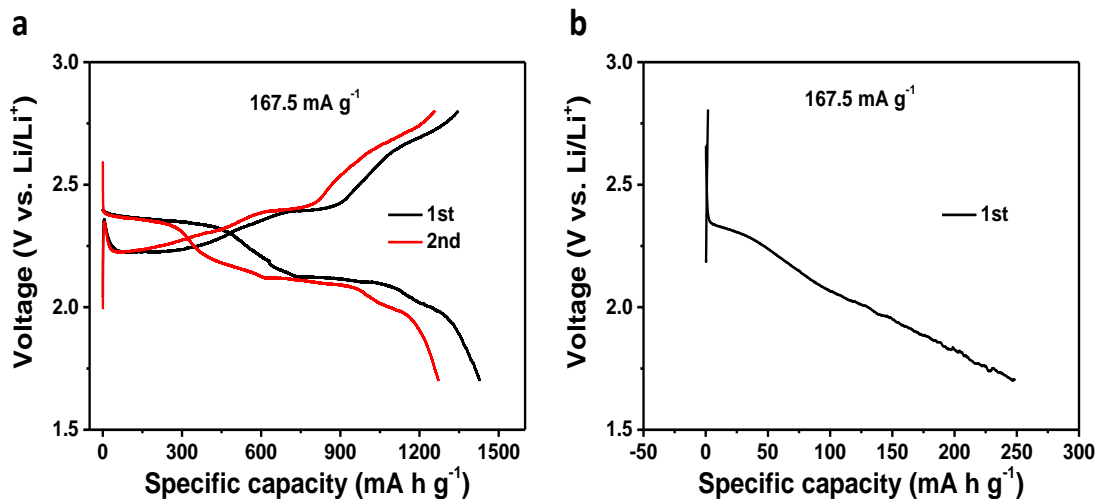 a
3.0
2.5
2.0
1.5
Voltage (V vs. Li/Li⁺)
167.5 mA g⁻¹
1st
2nd
0 300 600 900 1200 1500
Specific capacity (mA h g⁻¹)
b
3.0
2.5
2.0
1.5
Voltage (V vs. Li/Li⁺)
167.5 mA g⁻¹
1st
-50 0 50 100 150 200 250 300
Specific capacity (mA h g⁻¹)